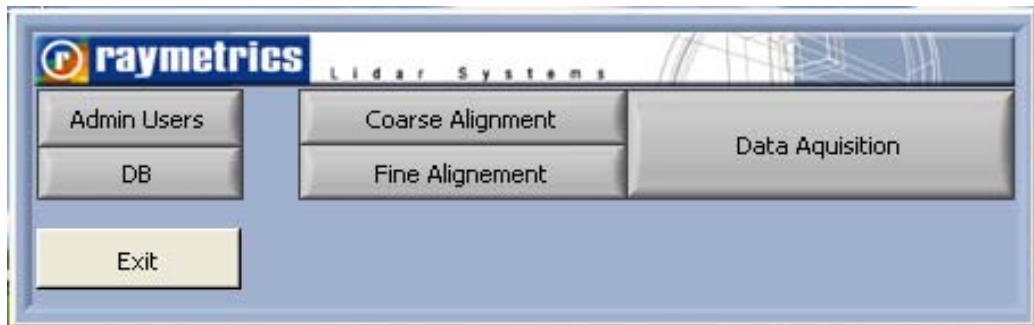 raymetrics
Lidar Systems
Admin Users
Coarse Alignment
Data Aquisition
DB
Fine Alignement
Exit